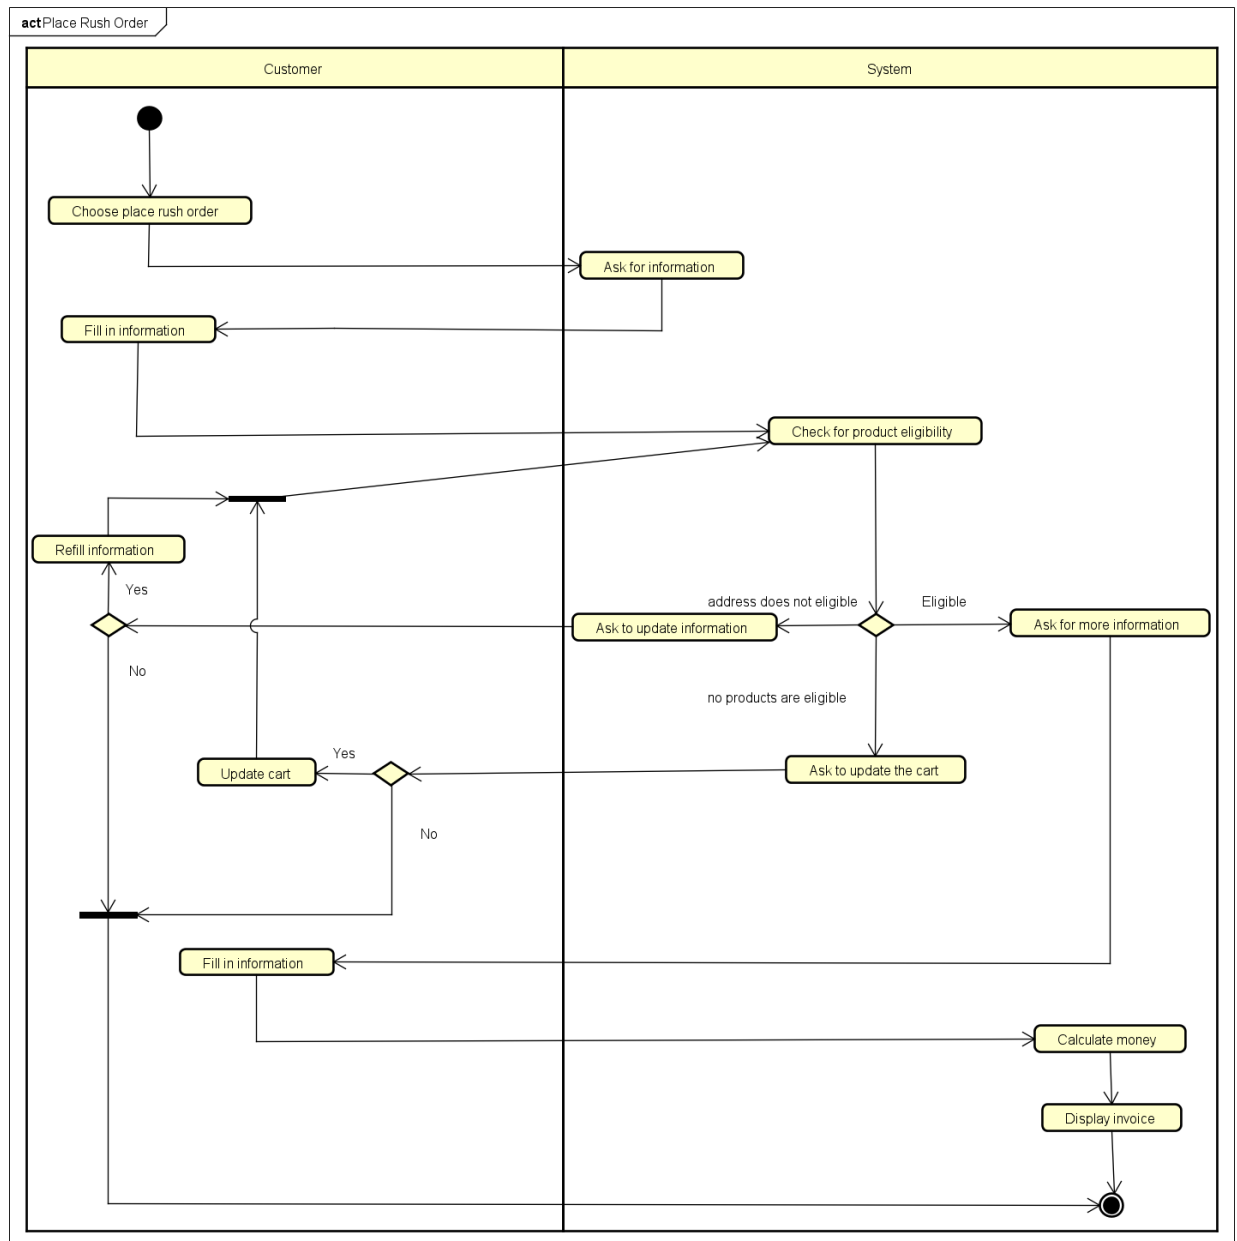 act Place Rush Order
Customer
System
Choose place rush order
Ask for information
Fill in information
Check for product eligibility
Refill information
Yes
address does not eligible
Eligible
Ask to update information
Ask for more information
No
no products are eligible
Yes
Update cart
Ask to update the cart
No
Fill in information
Calculate money
Display invoice